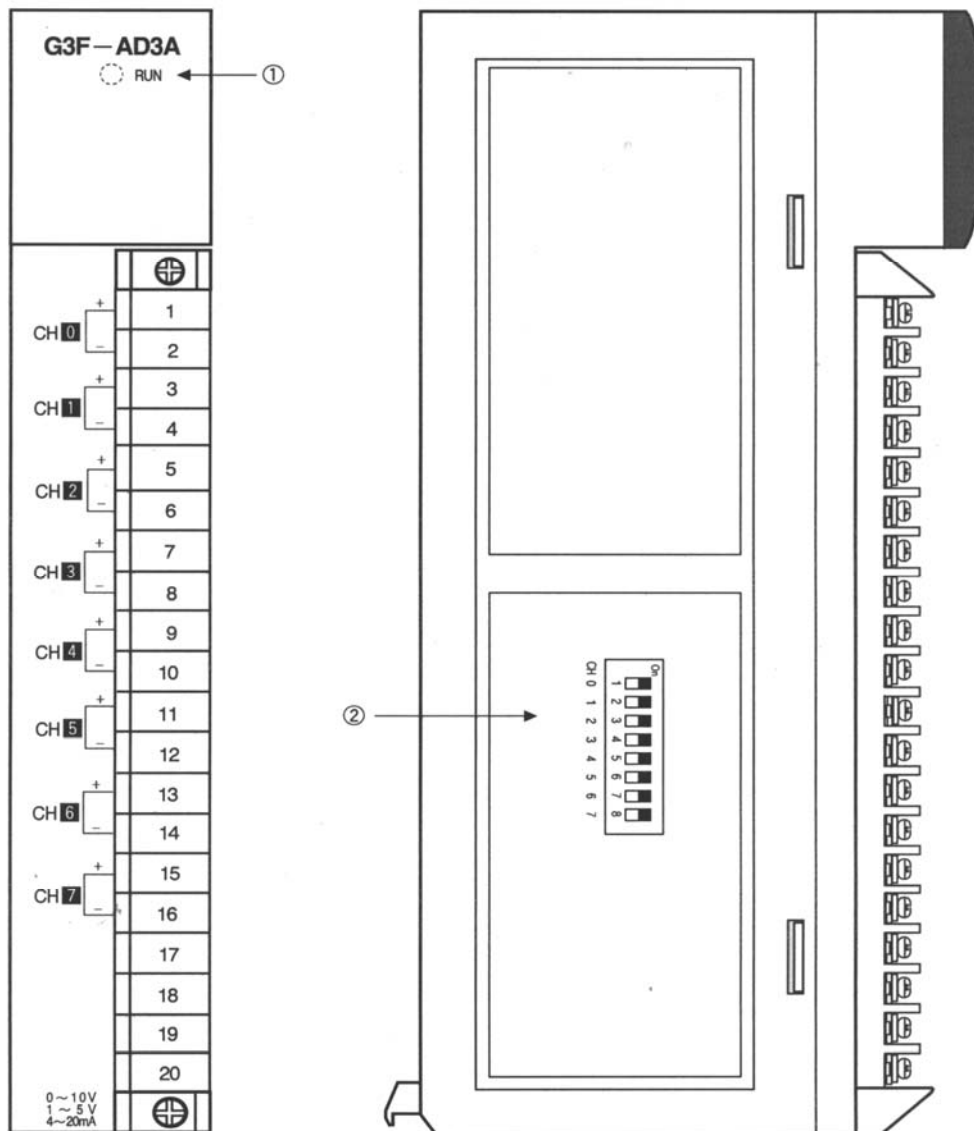 G3F－AD3A
RUN
①
CH 0 + －
CH 1 + －
CH 2 + －
CH 3 + －
CH 4 + －
CH 5 + －
CH 6 + －
CH 7 + －
1
2
3
4
5
6
7
8
9
10
11
12
13
14
15
16
17
18
19
20
0～10V
1～5V
4～20mA
②
On
1 2 3 4 5 6 7 8
CH 0 1 2 3 4 5 6 7